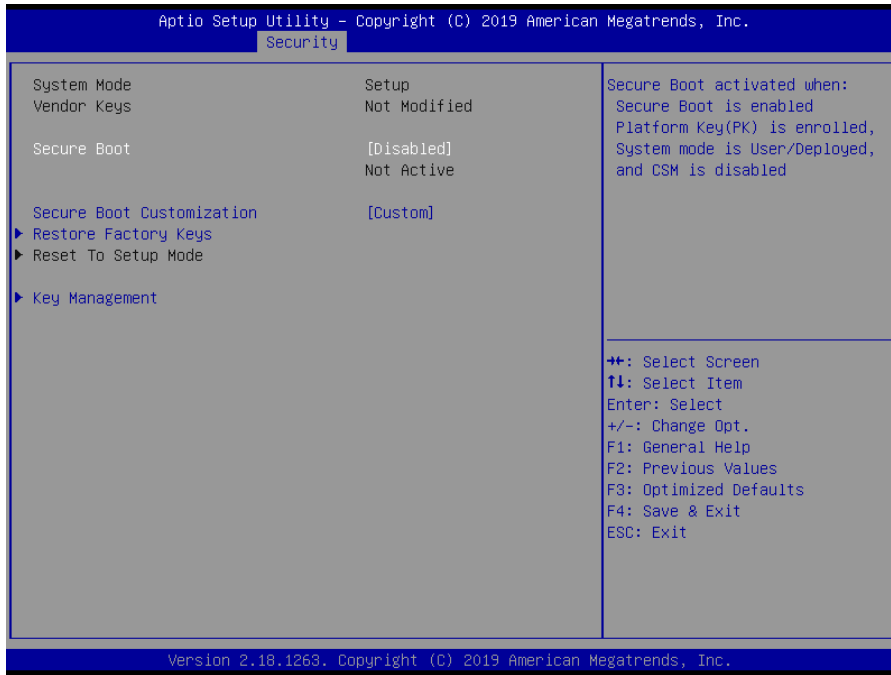 Aptio Setup Utility – Copyright (C) 2019 American Megatrends, Inc.
Security
System Mode Setup
Vendor Keys Not Modified
Secure Boot [Disabled]
Not Active
Secure Boot Customization [Custom]
Restore Factory Keys
Reset To Setup Mode
Key Management
Secure Boot activated when:
Secure Boot is enabled
Platform Key(PK) is enrolled,
System mode is User/Deployed,
and CSM is disabled
→←: Select Screen
↑↓: Select Item
Enter: Select
+/-: Change Opt.
F1: General Help
F2: Previous Values
F3: Optimized Defaults
F4: Save & Exit
ESC: Exit
Version 2.18.1263. Copyright (C) 2019 American Megatrends, Inc.